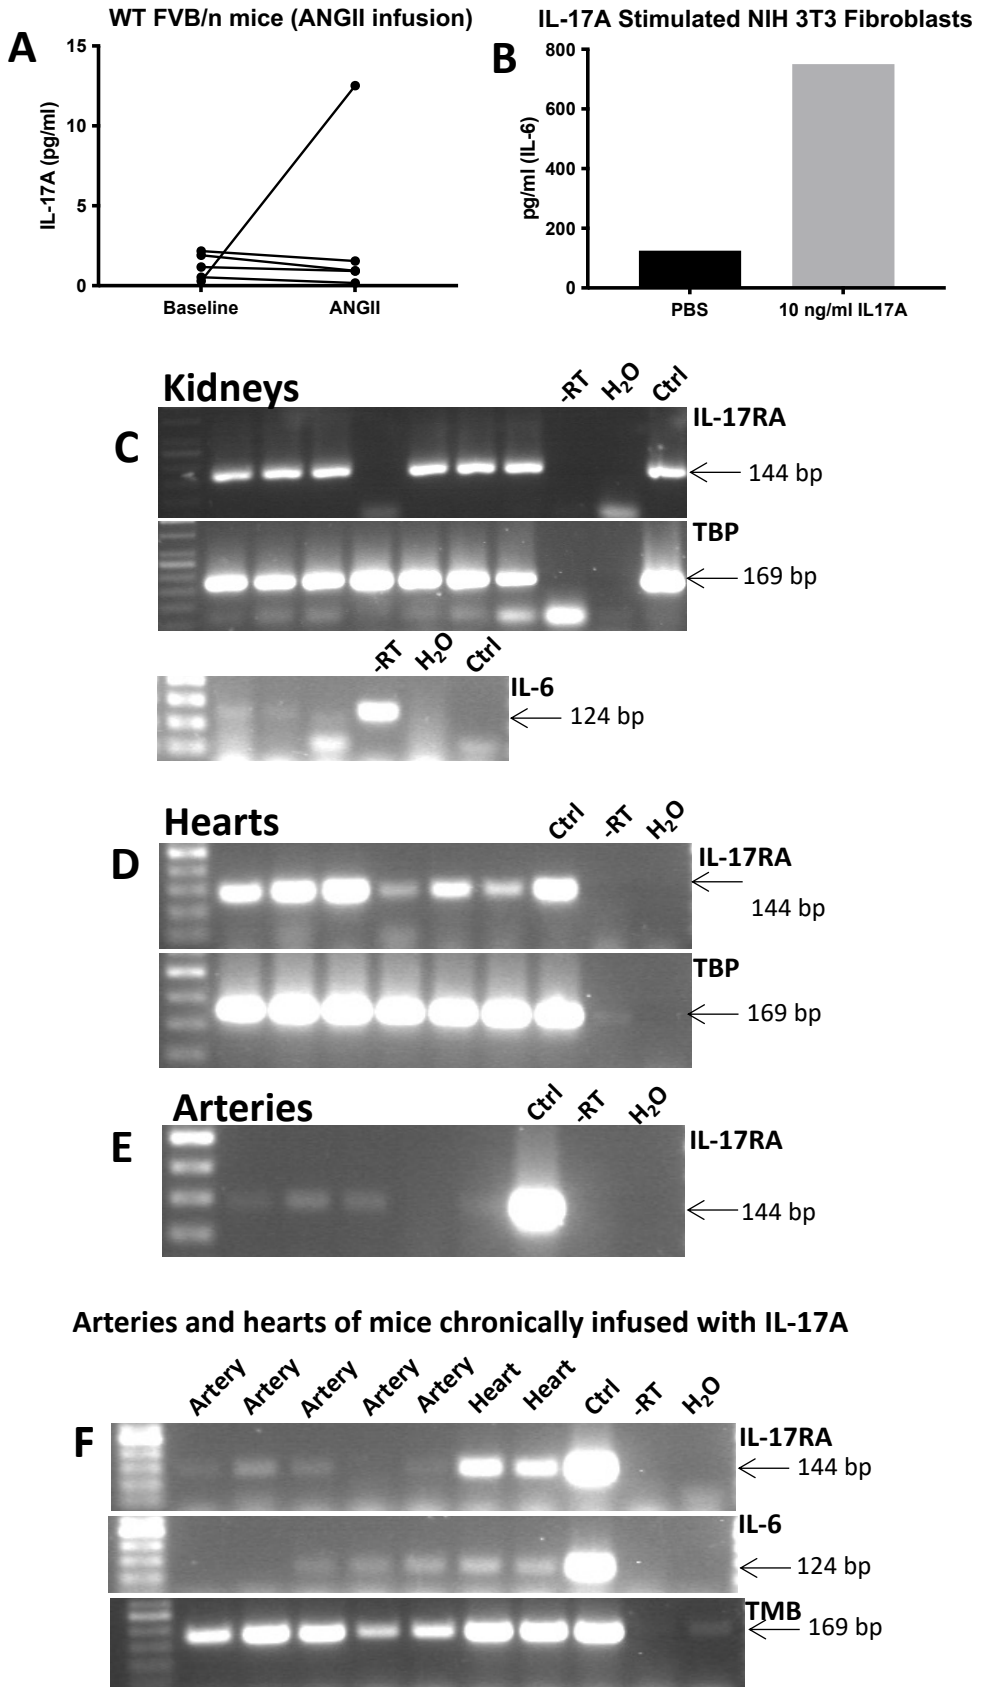 WT FVB/n mice (ANGII infusion)
A
15
10
5
0
IL-17A (pg/ml)
Baseline
ANGII
IL-17A Stimulated NIH 3T3 Fibroblasts
B
800
600
400
200
0
pg/ml (IL-6)
PBS
10 ng/ml IL17A
Kidneys
-RT
H₂O
Ctrl
C
IL-17RA
144 bp
TBP
169 bp
-RT
H₂O
Ctrl
IL-6
124 bp
Hearts
Ctrl
-RT
H₂O
D
IL-17RA
144 bp
TBP
169 bp
Arteries
Ctrl
-RT
H₂O
E
IL-17RA
144 bp
Arteries and hearts of mice chronically infused with IL-17A
Artery
Artery
Artery
Artery
Artery
Heart
Heart
Ctrl
-RT
H₂O
F
IL-17RA
144 bp
IL-6
124 bp
TMB
169 bp